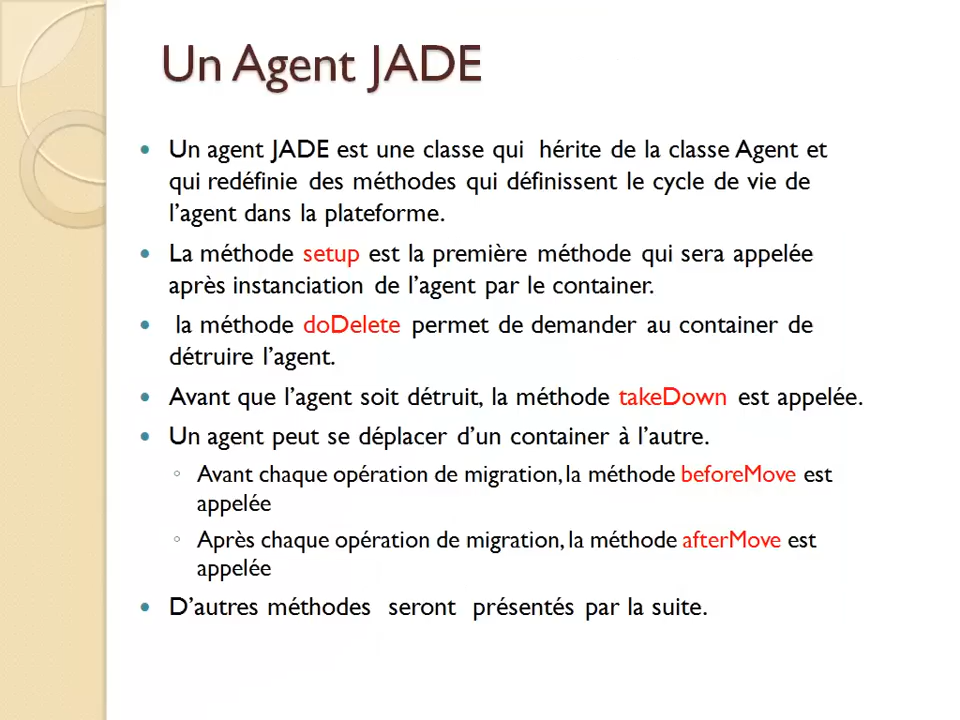 Un Agent JADE
• Un agent JADE est une classe qui hérite de la classe Agent et
qui redéfinie des méthodes qui définissent le cycle de vie de
l’agent dans la plateforme.
• La méthode setup est la première méthode qui sera appelée
après instanciation de l’agent par le container.
• la méthode doDelete permet de demander au container de
détruire l’agent.
• Avant que l’agent soit détruit, la méthode takeDown est appelée.
• Un agent peut se déplacer d’un container à l’autre.
◦ Avant chaque opération de migration, la méthode beforeMove est
appelée
◦ Après chaque opération de migration, la méthode afterMove est
appelée
• D’autres méthodes seront présentés par la suite.